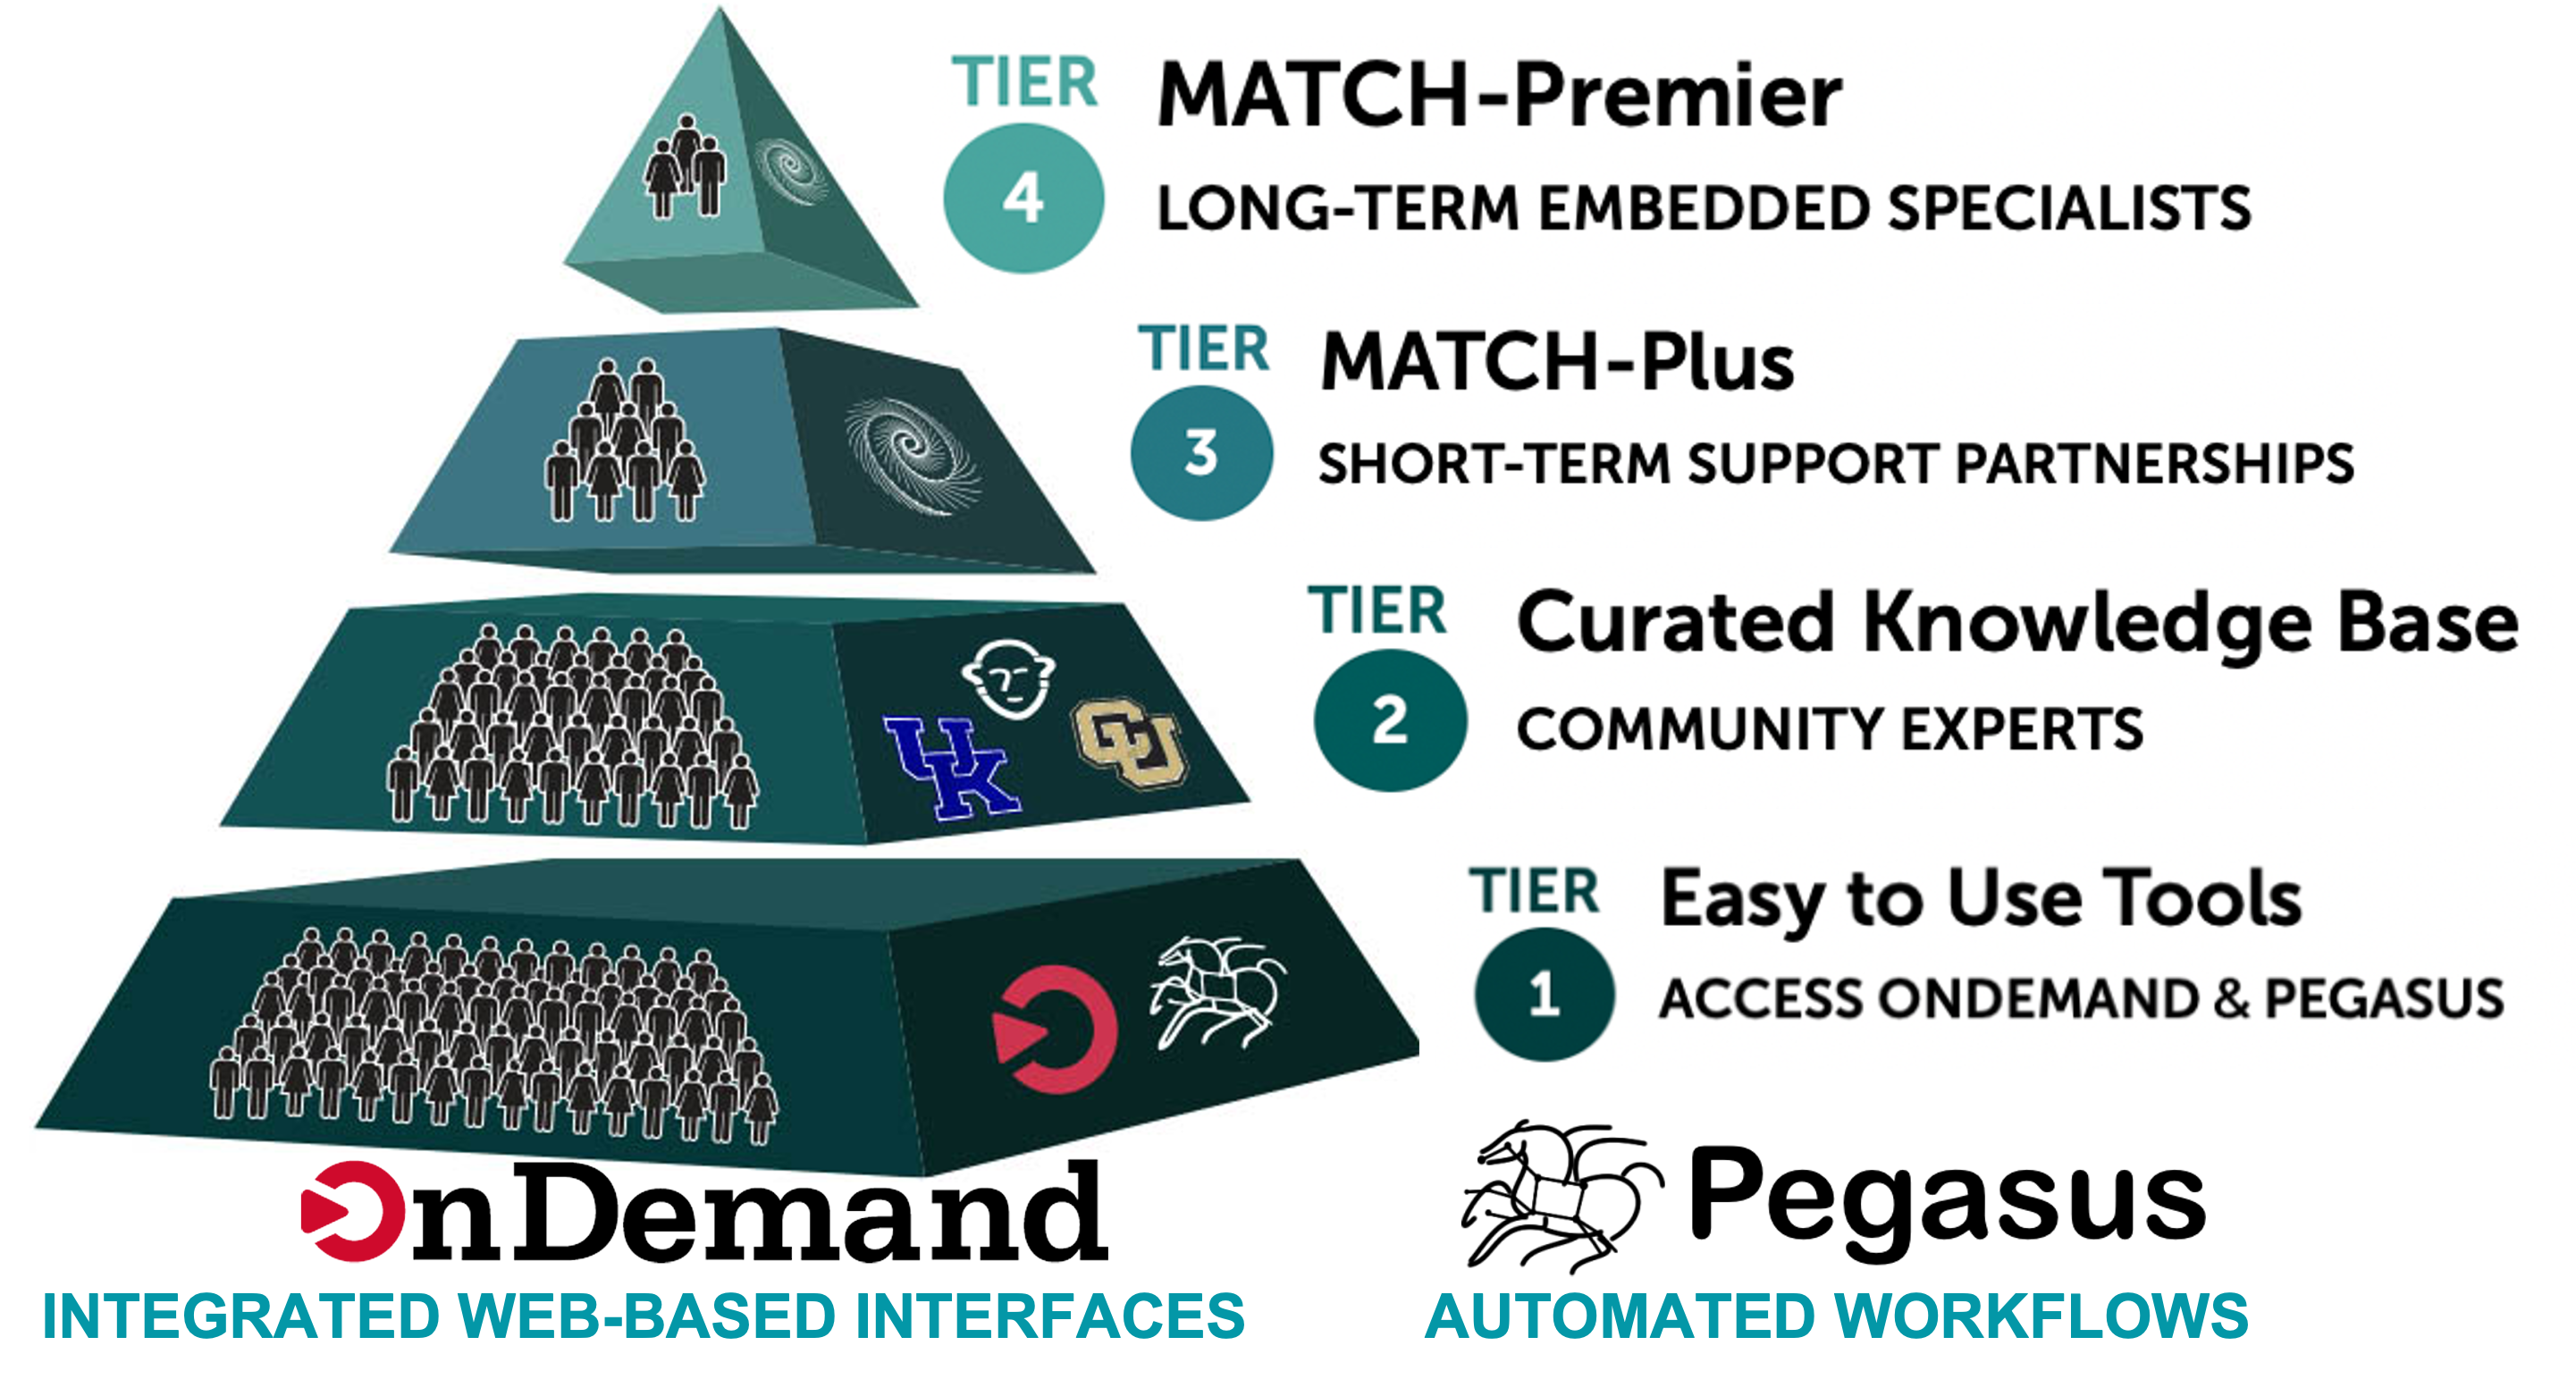 TIER
4
MATCH-Premier
LONG-TERM EMBEDDED SPECIALISTS
TIER
3
MATCH-Plus
SHORT-TERM SUPPORT PARTNERSHIPS
TIER
2
Curated Knowledge Base
COMMUNITY EXPERTS
UK
CU
TIER
1
Easy to Use Tools
ACCESS ONDEMAND & PEGASUS
OnDemand
INTEGRATED WEB-BASED INTERFACES
Pegasus
AUTOMATED WORKFLOWS